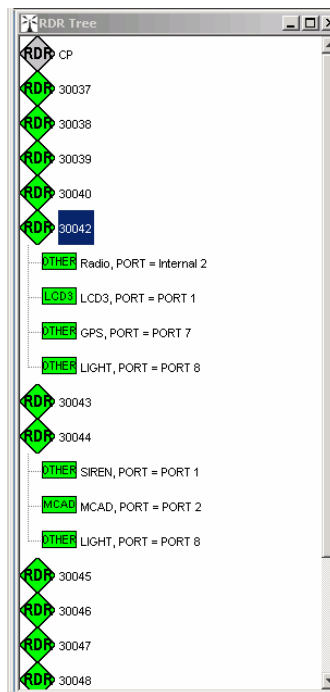 RDR Tree
RDR CP
RDR 30037
RDR 30038
RDR 30039
RDR 30040
RDR 30042
OTHER Radio, PORT = Internal 2
LCD3 LCD3, PORT = PORT 1
OTHER GPS, PORT = PORT 7
OTHER LIGHT, PORT = PORT 8
RDR 30043
RDR 30044
OTHER SIREN, PORT = PORT 1
MCAD MCAD, PORT = PORT 2
OTHER LIGHT, PORT = PORT 8
RDR 30045
RDR 30046
RDR 30047
RDR 30048